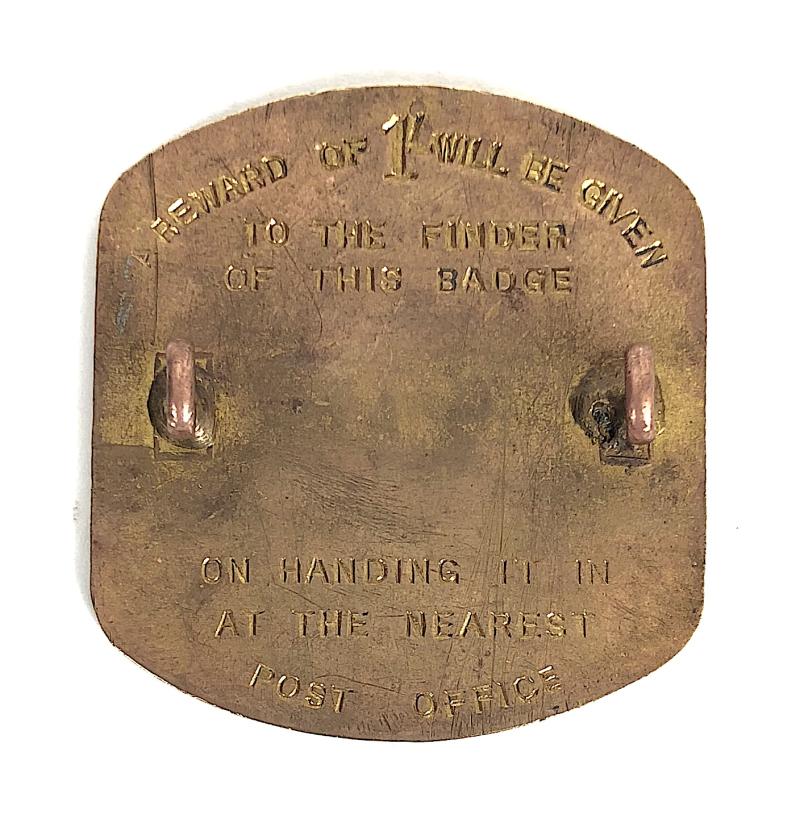 A REWARD OF 1/- WILL BE GIVEN
TO THE FINDER
OF THIS BADGE
ON HANDING IT IN
AT THE NEAREST
POST OFFICE